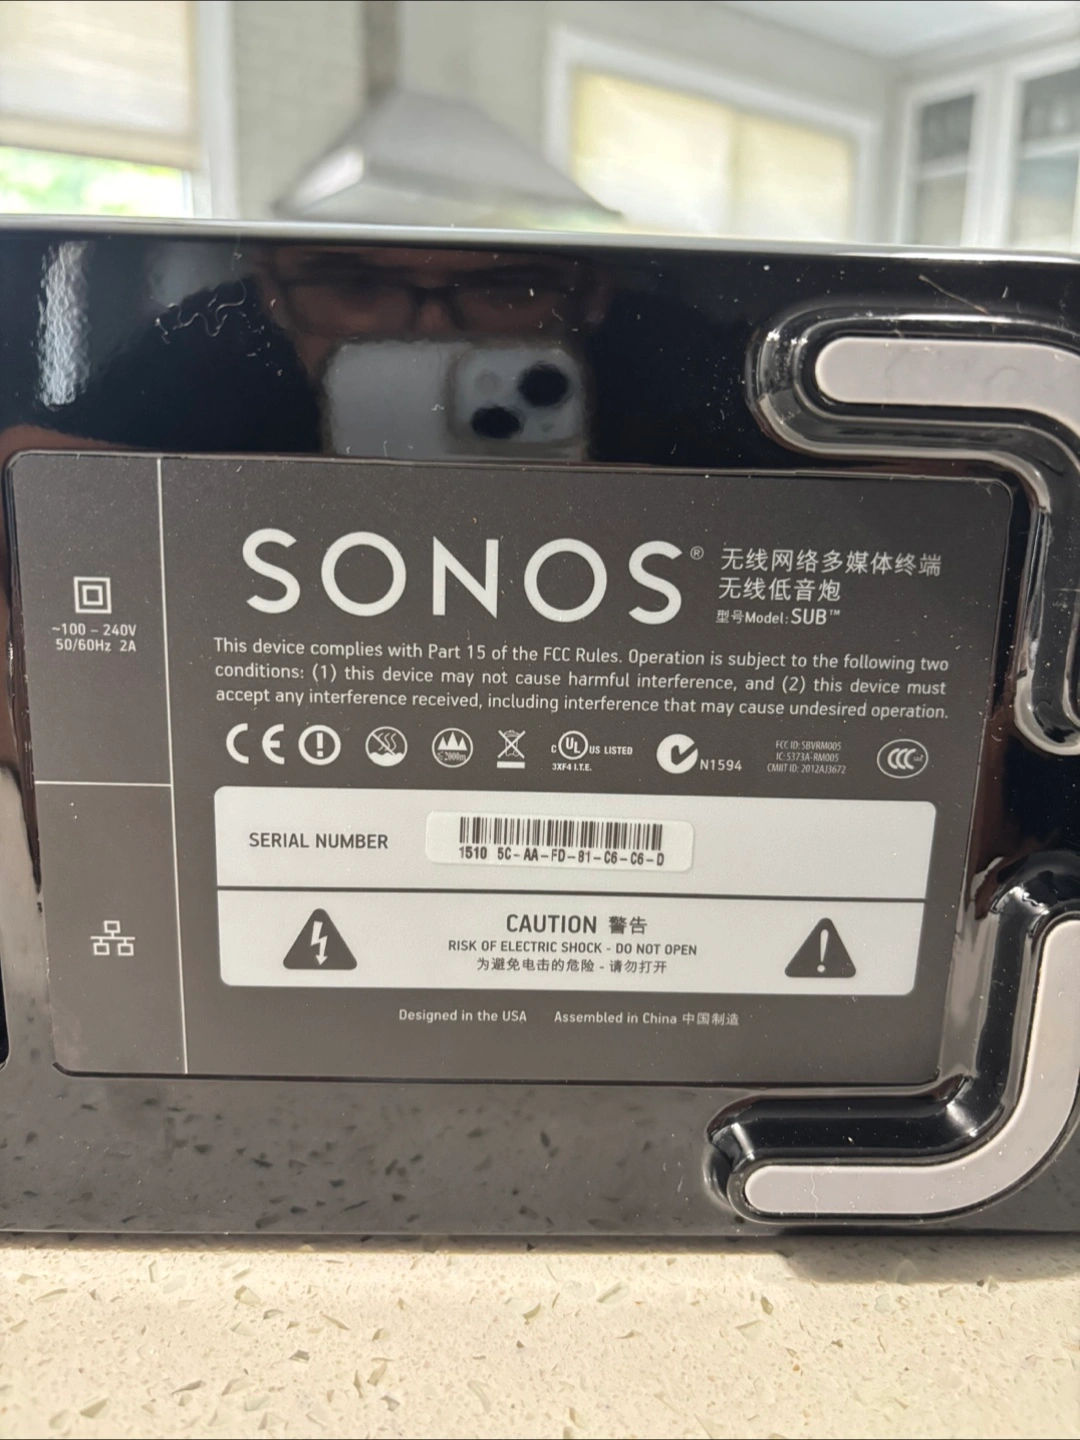 ~100 – 240V
50/60Hz 2A
SONOS®
无线网络多媒体终端
无线低音炮
型号Model: SUB™
This device complies with Part 15 of the FCC Rules. Operation is subject to the following two
conditions: (1) this device may not cause harmful interference, and (2) this device must
accept any interference received, including interference that may cause undesired operation.
CE
≤2000m
C UL US LISTED
3XF4 I.T.E.
N1594
FCC ID: SBVRM005
IC: 5373A-RM005
CMIIT ID: 2012AJ3672
CCC
SERIAL NUMBER
1510 5C-AA-FD-81-C6-C6-D
CAUTION 警告
RISK OF ELECTRIC SHOCK - DO NOT OPEN
为避免电击的危险 - 请勿打开
Designed in the USA Assembled in China 中国制造